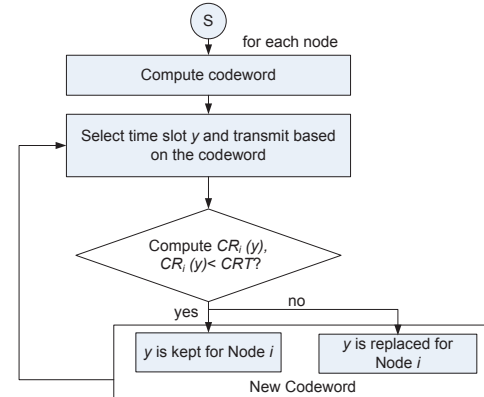 S
for each node
Compute codeword
Select time slot y and transmit based
on the codeword
Compute CRi (y),
CRi (y)< CRT?
yes
no
y is kept for Node i
y is replaced for
Node i
New Codeword